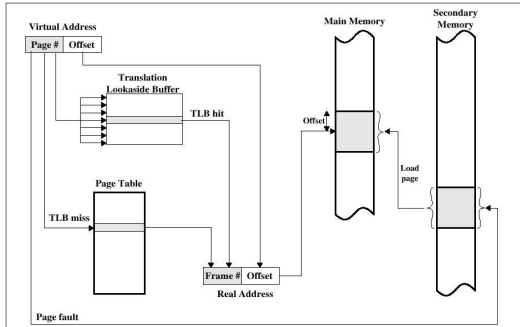 Virtual Address
Page # Offset
Main Memory
Secondary
Memory
Translation
Lookaside Buffer
TLB hit
Offset
Load
page
Page Table
TLB miss
Frame # Offset
Real Address
Page fault